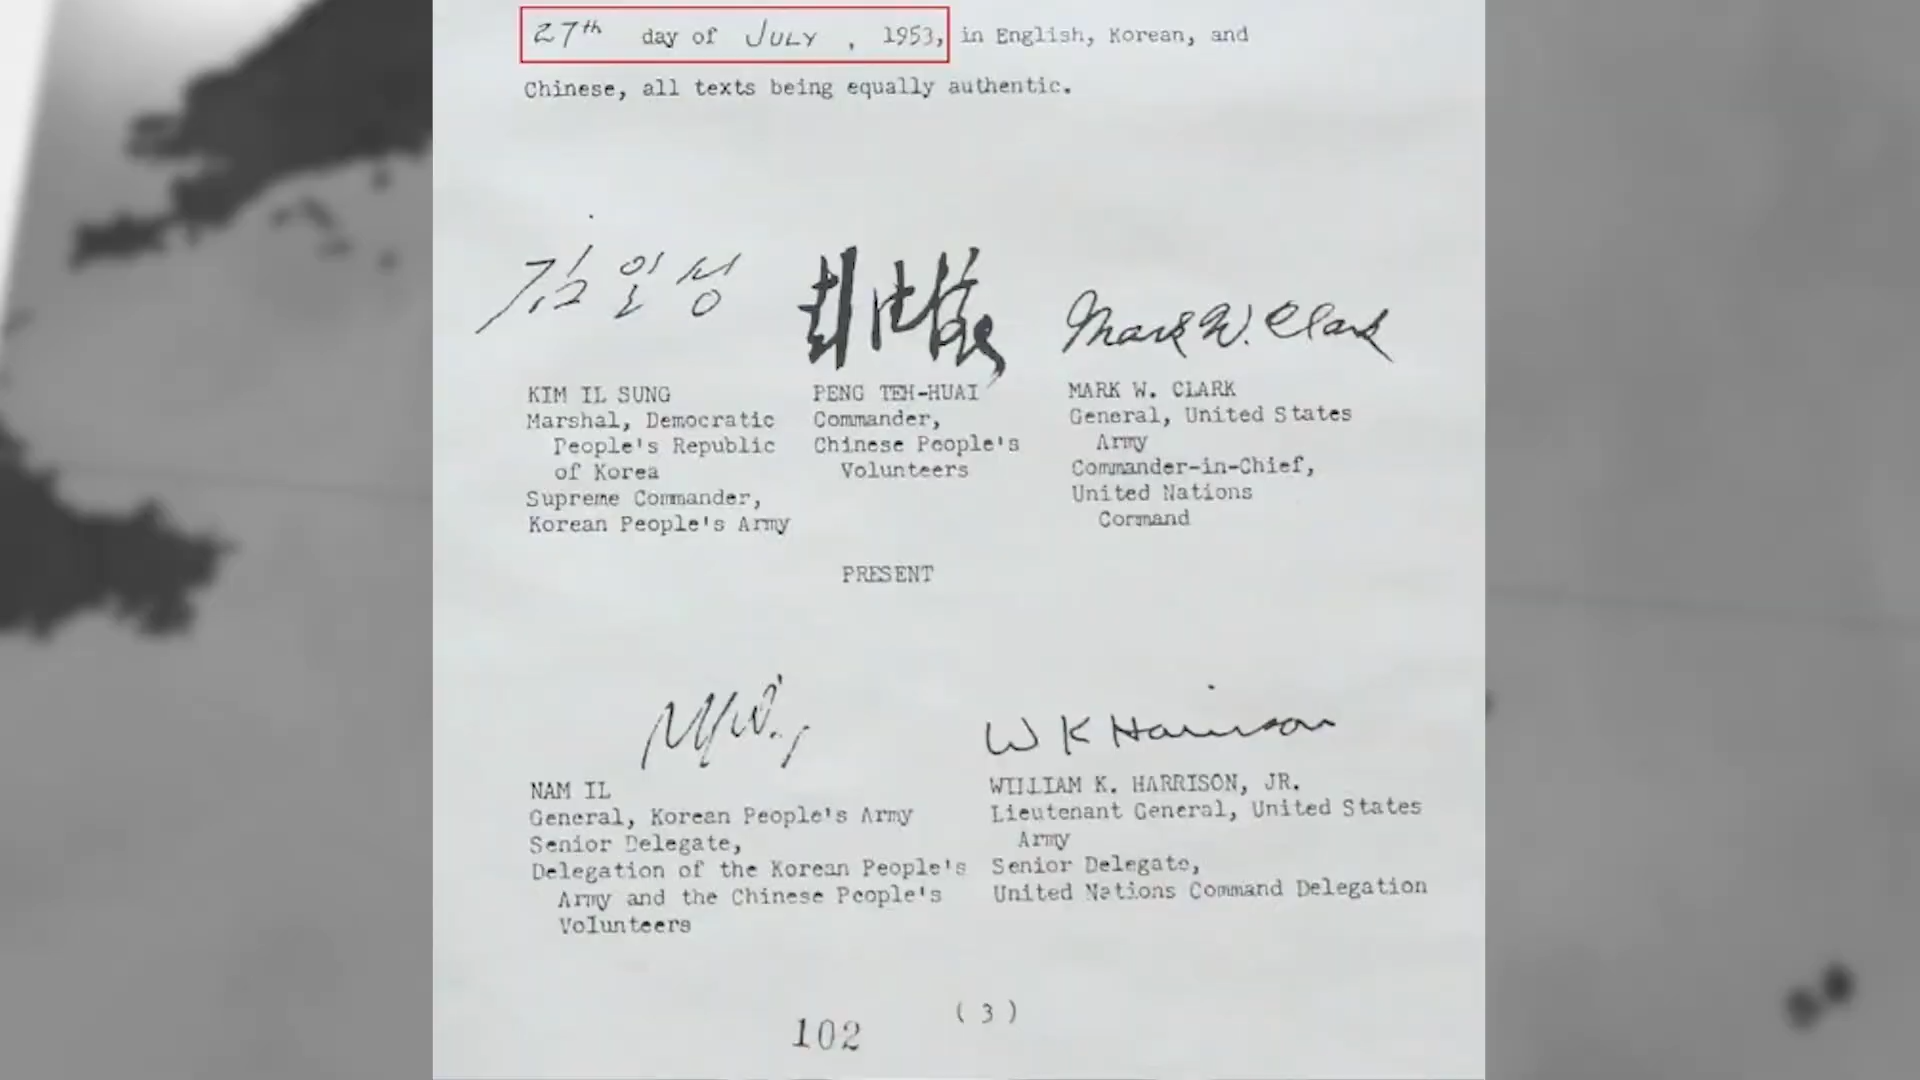 27th day of JULY, 1953, in English, Korean, and
Chinese, all texts being equally authentic.
김일성
彭德懷
Mark W. Clark
KIM IL SUNG
Marshal, Democratic
People's Republic
of Korea
Supreme Commander,
Korean People's Army
PENG TEH-HUAI
Commander,
Chinese People's
Volunteers
MARK W. CLARK
General, United States
Army
Commander-in-Chief,
United Nations
Command
PRESENT
W K Harrison
NAM IL
General, Korean People's Army
Senior Delegate,
Delegation of the Korean People's
Army and the Chinese People's
Volunteers
WILLIAM K. HARRISON, JR.
Lieutenant General, United States
Army
Senior Delegate,
United Nations Command Delegation
(3)
102